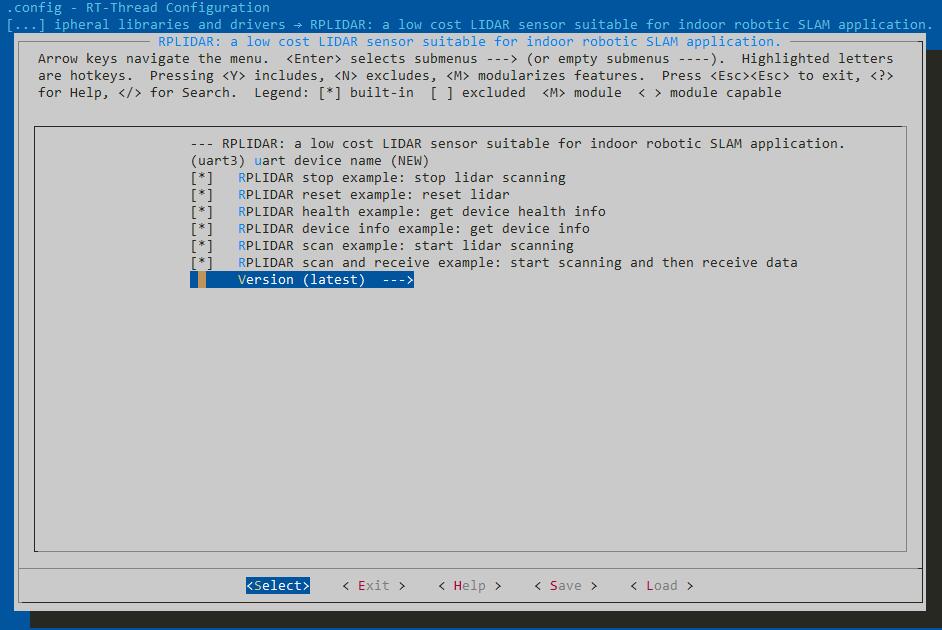 .config - RT-Thread Configuration
[...] ipheral libraries and drivers → RPLIDAR: a low cost LIDAR sensor suitable for indoor robotic SLAM application.
RPLIDAR: a low cost LIDAR sensor suitable for indoor robotic SLAM application.
Arrow keys navigate the menu.  <Enter> selects submenus ---> (or empty submenus ----).  Highlighted letters
are hotkeys.  Pressing <Y> includes, <N> excludes, <M> modularizes features.  Press <Esc><Esc> to exit, <?>
for Help, </> for Search.  Legend: [*] built-in  [ ] excluded  <M> module  < > module capable
--- RPLIDAR: a low cost LIDAR sensor suitable for indoor robotic SLAM application.
(uart3) uart device name (NEW)
[*]   RPLIDAR stop example: stop lidar scanning
[*]   RPLIDAR reset example: reset lidar
[*]   RPLIDAR health example: get device health info
[*]   RPLIDAR device info example: get device info
[*]   RPLIDAR scan example: start lidar scanning
[*]   RPLIDAR scan and receive example: start scanning and then receive data
Version (latest)  --->
<Select>    < Exit >    < Help >    < Save >    < Load >